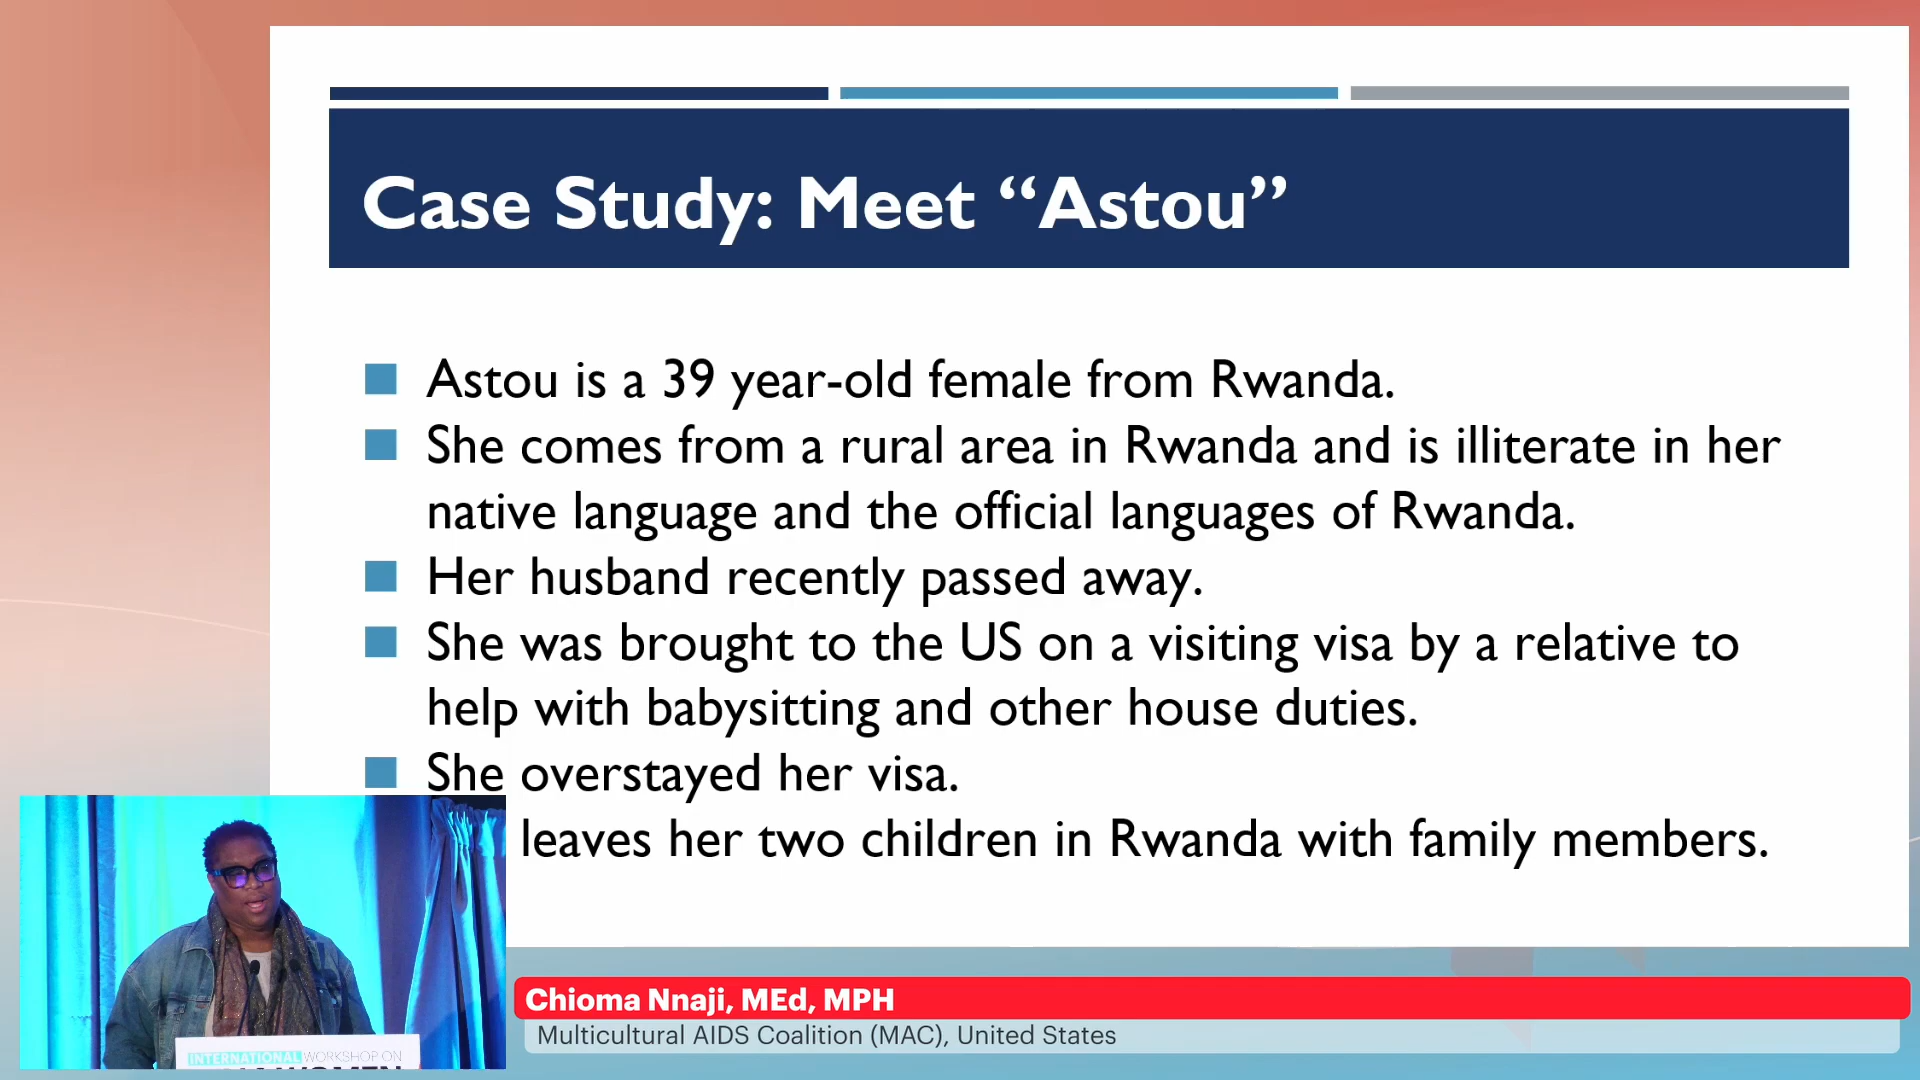 Case Study: Meet “Astou”
Astou is a 39 year-old female from Rwanda.
She comes from a rural area in Rwanda and is illiterate in her
native language and the official languages of Rwanda.
Her husband recently passed away.
She was brought to the US on a visiting visa by a relative to
help with babysitting and other house duties.
She overstayed her visa.
leaves her two children in Rwanda with family members.
Chioma Nnaji, MEd, MPH
Multicultural AIDS Coalition (MAC), United States
INTERNATIONAL WORKSHOP ON
WOMEN